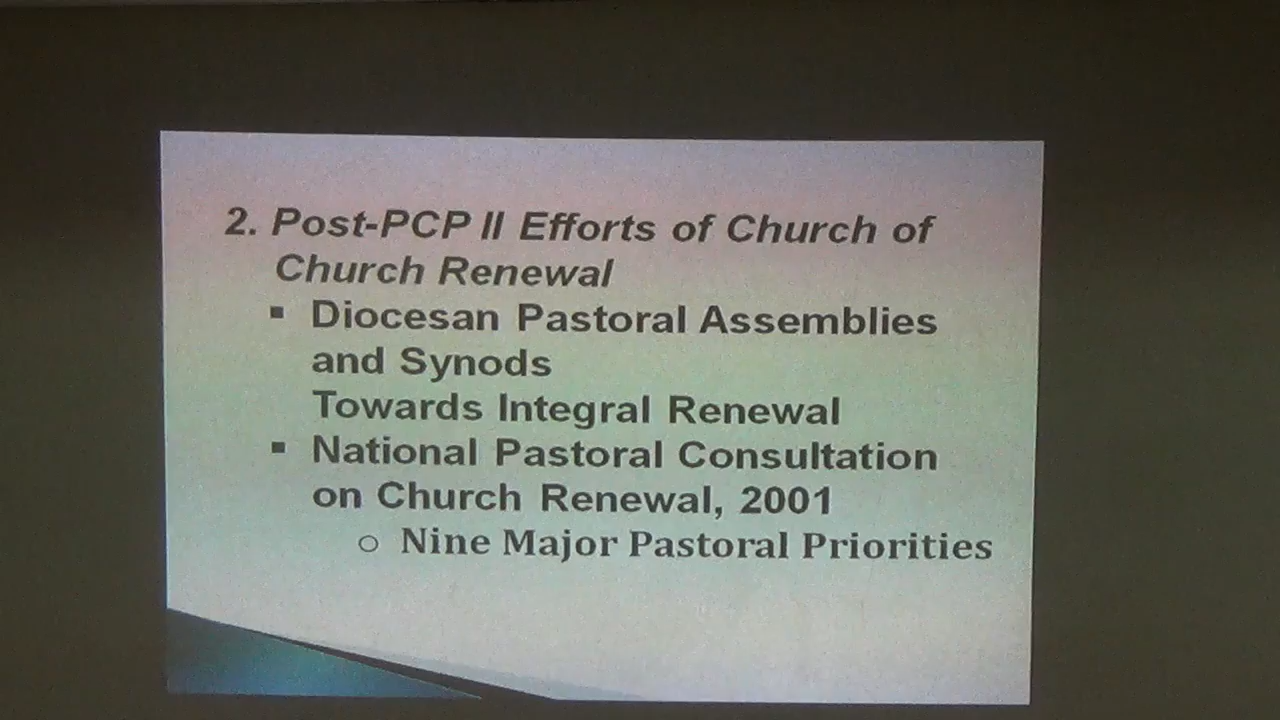 2. Post-PCP II Efforts of Church of
Church Renewal
▪ Diocesan Pastoral Assemblies
and Synods
Towards Integral Renewal
▪ National Pastoral Consultation
on Church Renewal, 2001
o Nine Major Pastoral Priorities